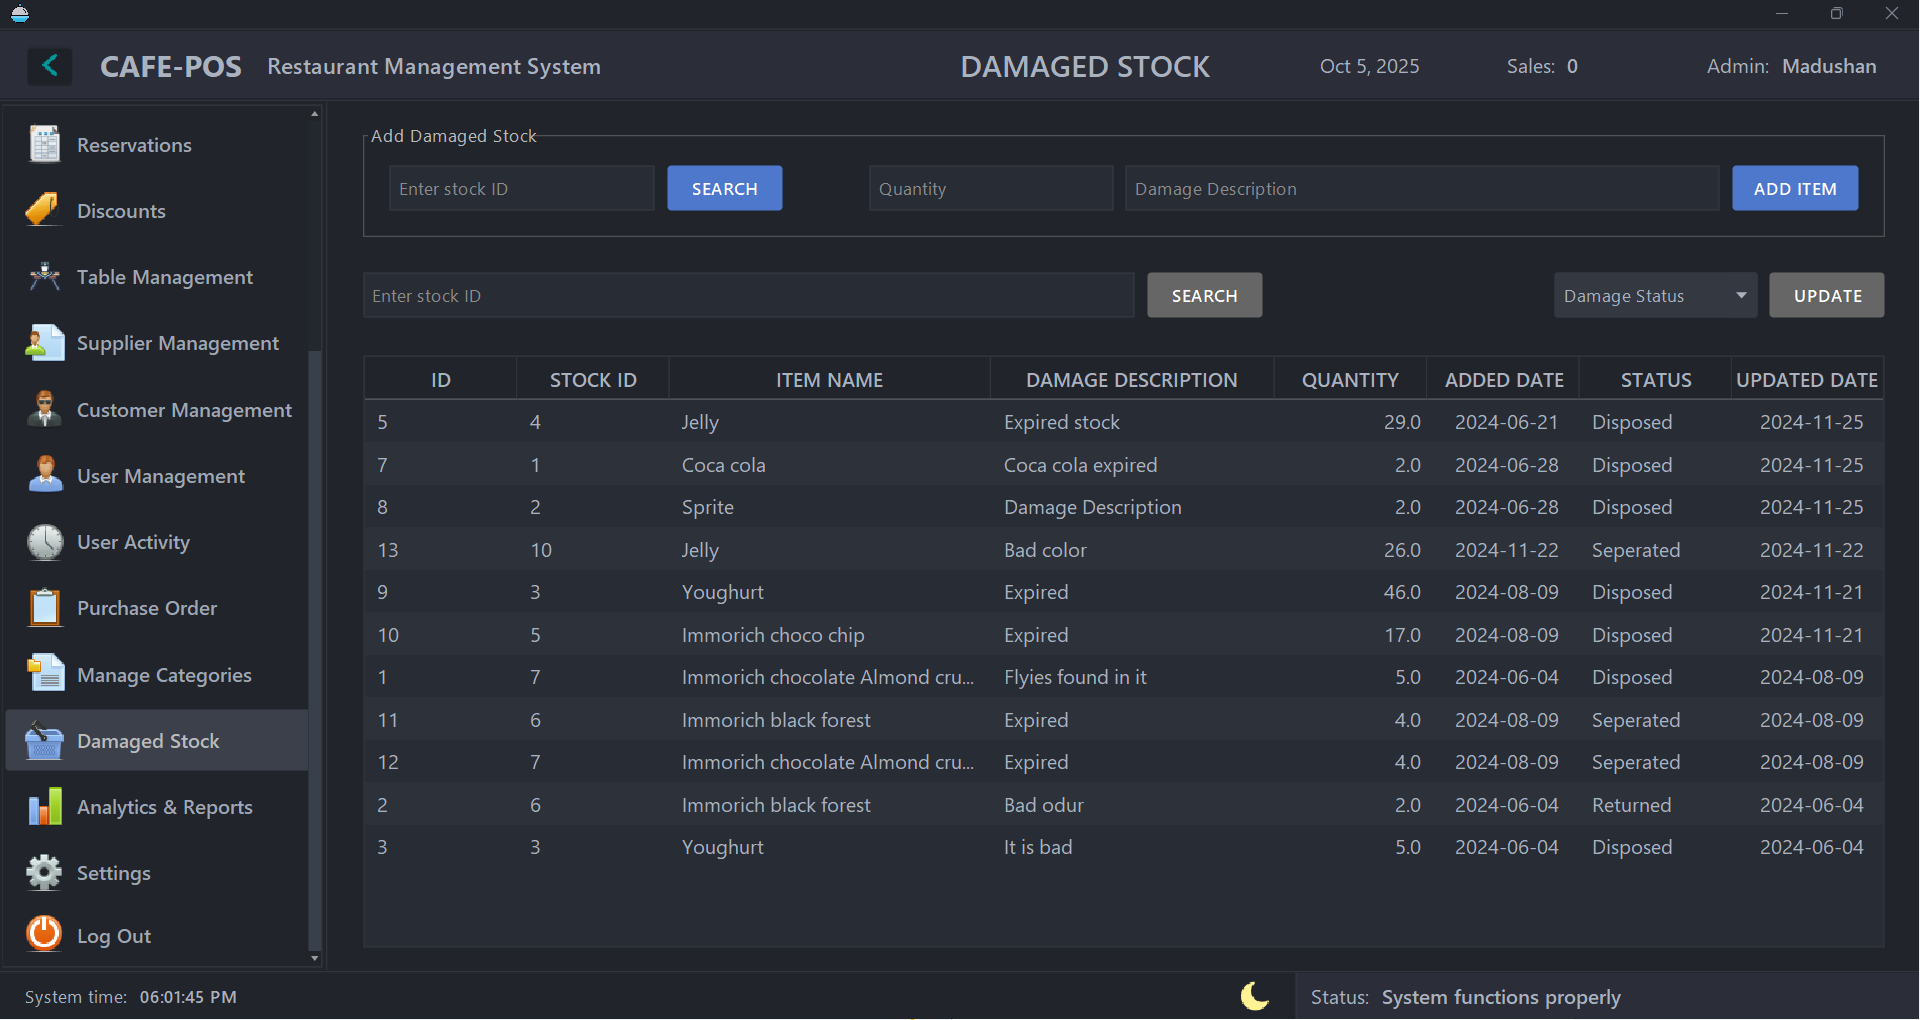 CAFE-POS Restaurant Management System DAMAGED STOCK Oct 5, 2025 Sales: 0 Admin: Madushan
Reservations
Discounts
Table Management
Supplier Management
Customer Management
User Management
User Activity
Purchase Order
Manage Categories
Damaged Stock
Analytics & Reports
Settings
Log Out
Add Damaged Stock
Enter stock ID SEARCH Quantity Damage Description ADD ITEM
Enter stock ID SEARCH Damage Status UPDATE
ID STOCK ID ITEM NAME DAMAGE DESCRIPTION QUANTITY ADDED DATE STATUS UPDATED DATE
5 4 Jelly Expired stock 29.0 2024-06-21 Disposed 2024-11-25
7 1 Coca cola Coca cola expired 2.0 2024-06-28 Disposed 2024-11-25
8 2 Sprite Damage Description 2.0 2024-06-28 Disposed 2024-11-25
13 10 Jelly Bad color 26.0 2024-11-22 Seperated 2024-11-22
9 3 Youghurt Expired 46.0 2024-08-09 Disposed 2024-11-21
10 5 Immorich choco chip Expired 17.0 2024-08-09 Disposed 2024-11-21
1 7 Immorich chocolate Almond cru... Flyies found in it 5.0 2024-06-04 Disposed 2024-08-09
11 6 Immorich black forest Expired 4.0 2024-08-09 Seperated 2024-08-09
12 7 Immorich chocolate Almond cru... Expired 4.0 2024-08-09 Seperated 2024-08-09
2 6 Immorich black forest Bad odur 2.0 2024-06-04 Returned 2024-06-04
3 3 Youghurt It is bad 5.0 2024-06-04 Disposed 2024-06-04
System time: 06:01:45 PM Status: System functions properly